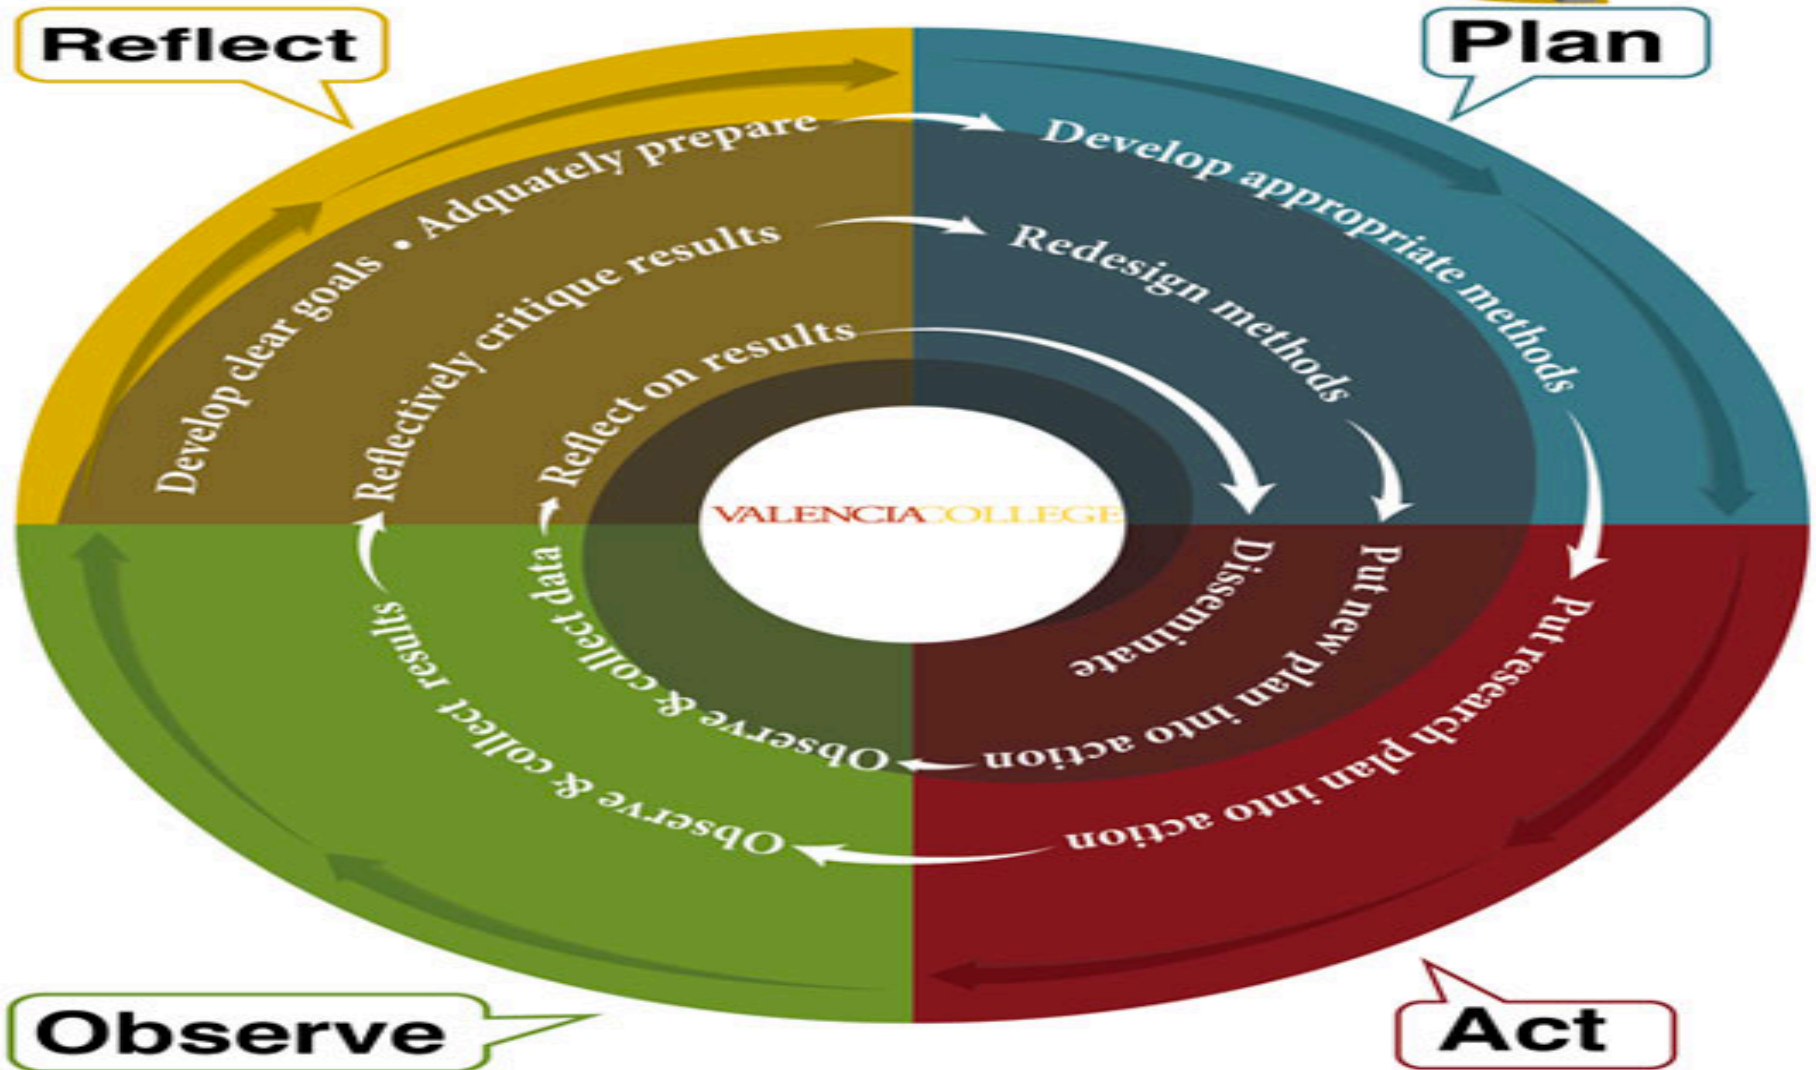 Reflect
Plan
Develop clear goals • Adquately prepare
Develop appropriate methods
Put research plan into action
Observe & collect results
Reflectively critique results
Redesign methods
Put new plan into action
Observe & collect data
Reflect on results
Disseminate
VALENCIACOLLEGE
Observe
Act